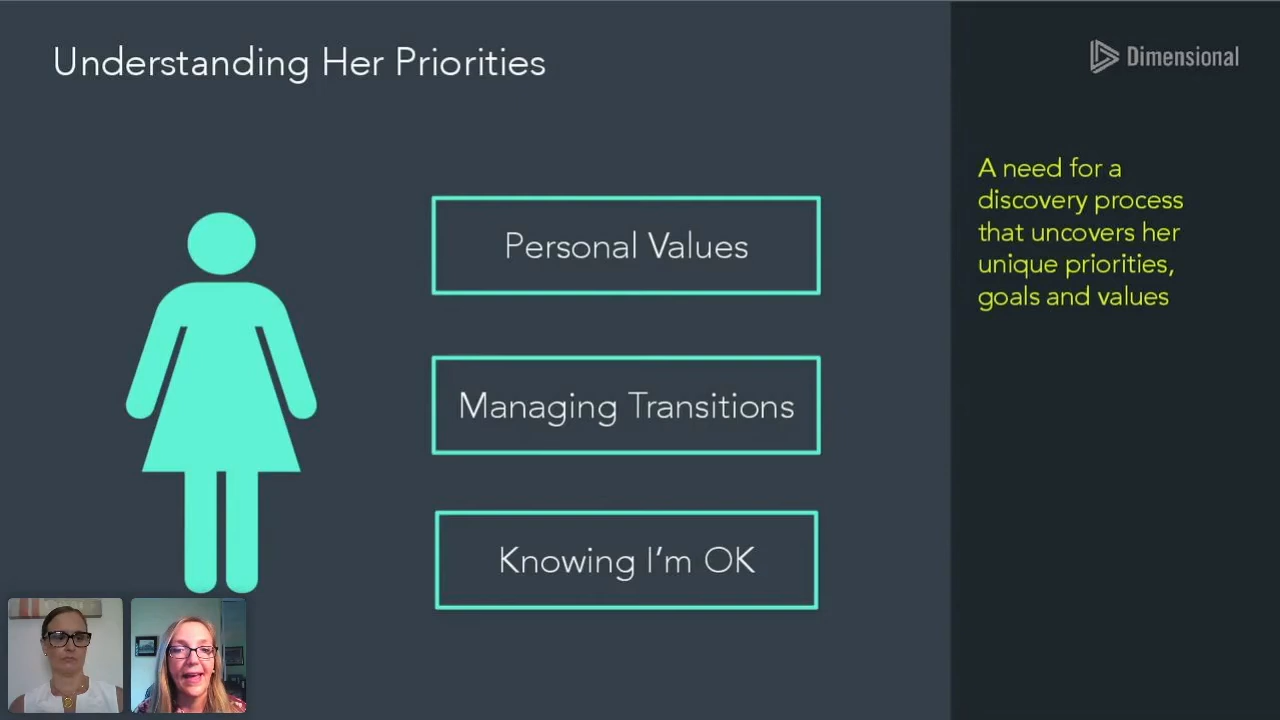 Understanding Her Priorities
Dimensional
A need for a
discovery process
that uncovers her
unique priorities,
goals and values
Personal Values
Managing Transitions
Knowing I'm OK